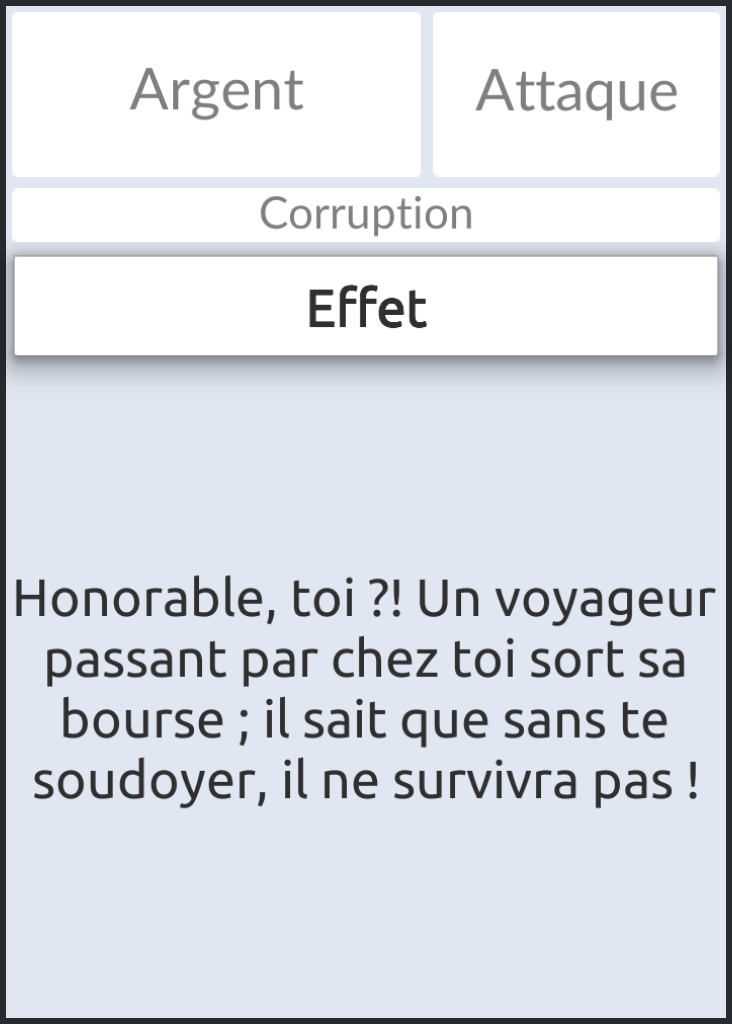 Argent
Attaque
Corruption
Effet
Honorable, toi ?! Un voyageur
passant par chez toi sort sa
bourse ; il sait que sans te
soudoyer, il ne survivra pas !